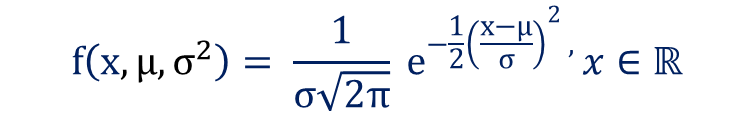 f(x, μ, σ²) = 1/(σ√2π) e^(−1/2((x−μ)/σ)²), x ∈ ℝ